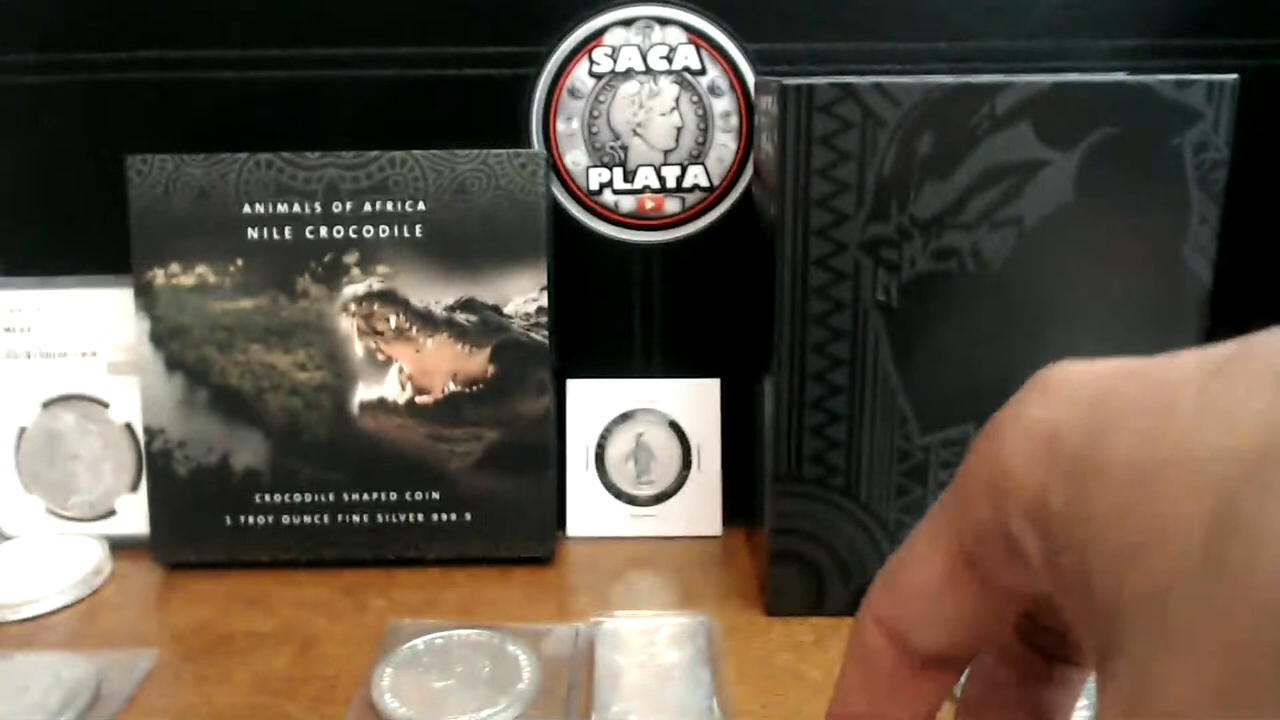 SACA
PLATA
ANIMALS OF AFRICA
NILE CROCODILE
CROCODILE SHAPED COIN
1 TROY OUNCE FINE SILVER 999.9